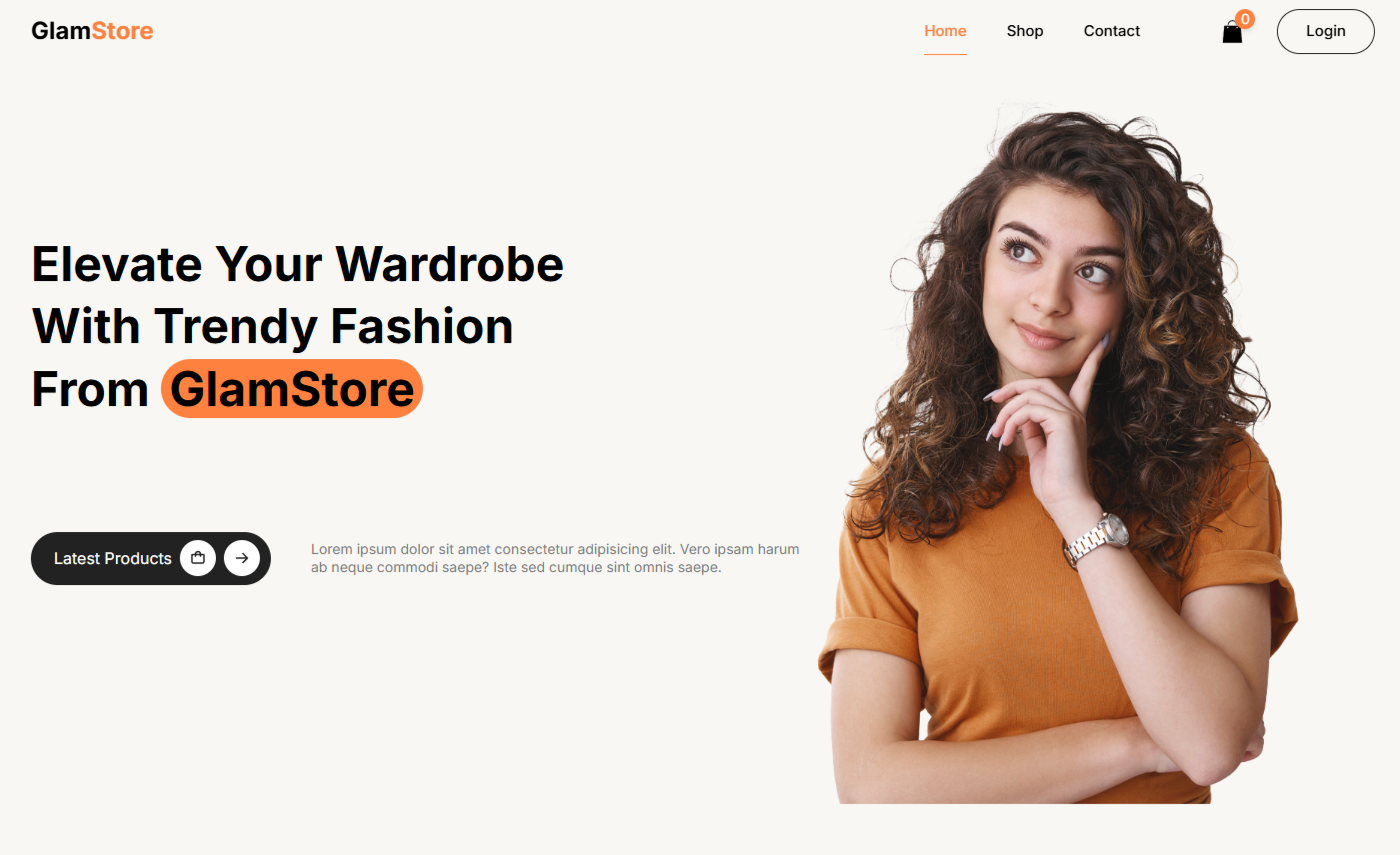 GlamStore
Home Shop Contact 0 Login
Elevate Your Wardrobe
With Trendy Fashion
From GlamStore
Latest Products
Lorem ipsum dolor sit amet consectetur adipisicing elit. Vero ipsam harum
ab neque commodi saepe? Iste sed cumque sint omnis saepe.